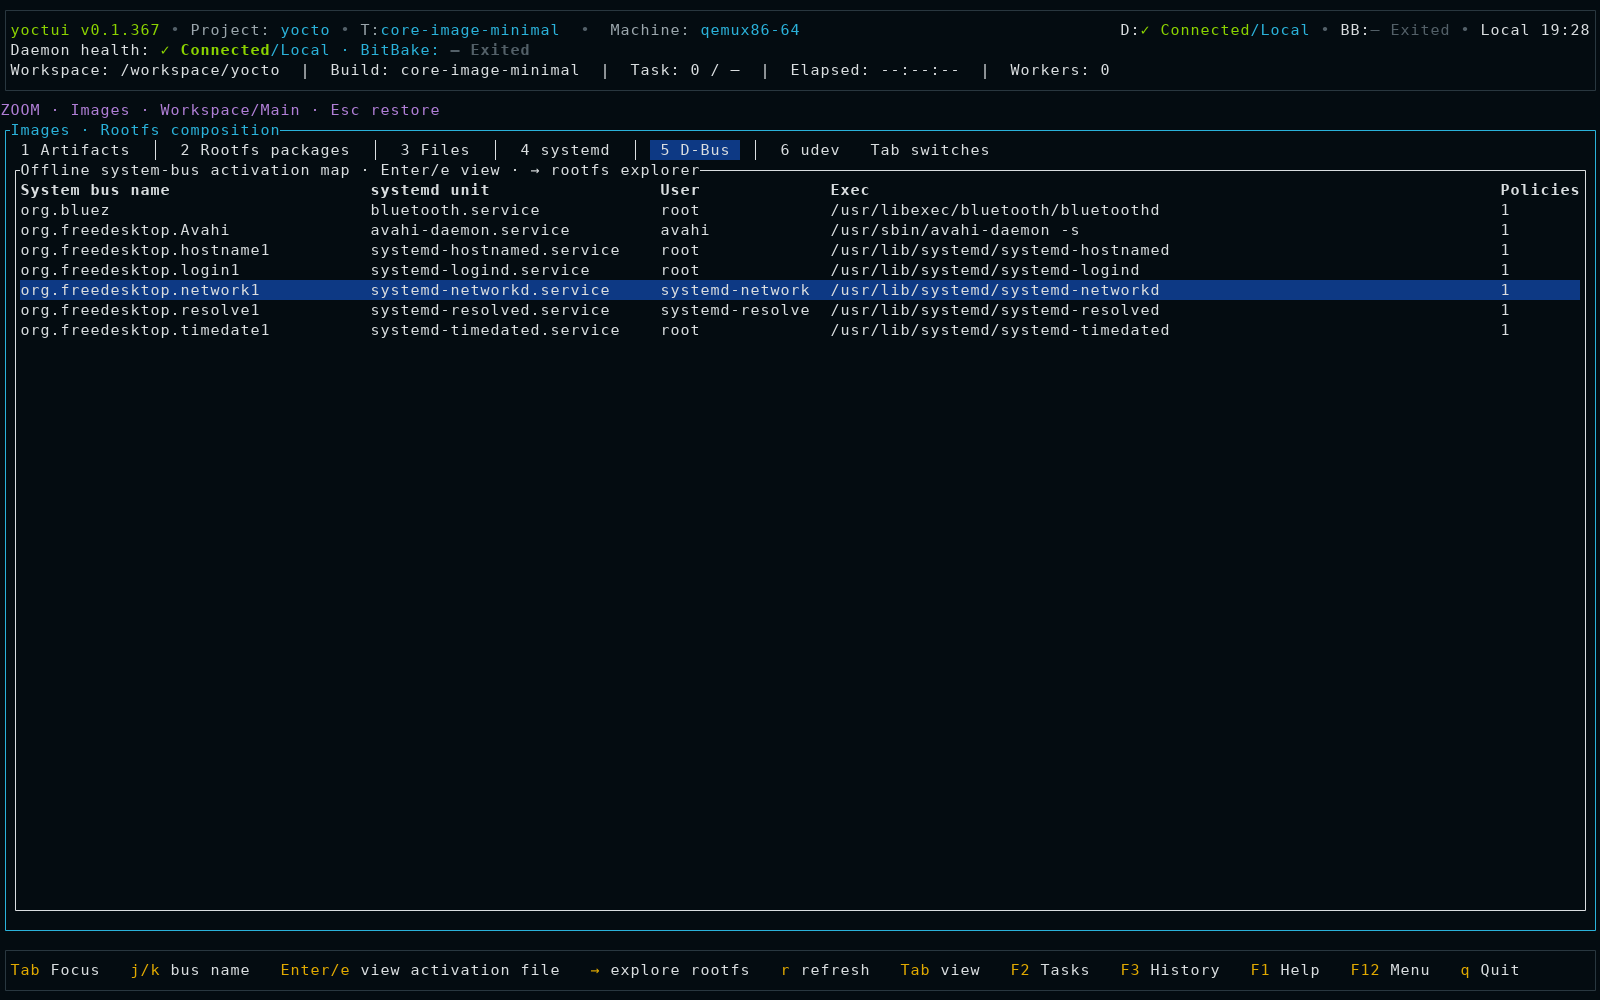 yoctui v0.1.367 • Project: yocto • T:core-image-minimal • Machine: qemux86-64 D:✓ Connected/Local • BB:— Exited • Local 19:28
Daemon health: ✓ Connected/Local · BitBake: — Exited
Workspace: /workspace/yocto | Build: core-image-minimal | Task: 0 / — | Elapsed: --:--:-- | Workers: 0
ZOOM · Images · Workspace/Main · Esc restore
Images · Rootfs composition
1 Artifacts │ 2 Rootfs packages │ 3 Files │ 4 systemd │ 5 D-Bus │ 6 udev Tab switches
Offline system-bus activation map · Enter/e view · → rootfs explorer
System bus name systemd unit User Exec Policies
org.bluez bluetooth.service root /usr/libexec/bluetooth/bluetoothd 1
org.freedesktop.Avahi avahi-daemon.service avahi /usr/sbin/avahi-daemon -s 1
org.freedesktop.hostname1 systemd-hostnamed.service root /usr/lib/systemd/systemd-hostnamed 1
org.freedesktop.login1 systemd-logind.service root /usr/lib/systemd/systemd-logind 1
org.freedesktop.network1 systemd-networkd.service systemd-network /usr/lib/systemd/systemd-networkd 1
org.freedesktop.resolve1 systemd-resolved.service systemd-resolve /usr/lib/systemd/systemd-resolved 1
org.freedesktop.timedate1 systemd-timedated.service root /usr/lib/systemd/systemd-timedated 1
Tab Focus j/k bus name Enter/e view activation file → explore rootfs r refresh Tab view F2 Tasks F3 History F1 Help F12 Menu q Quit